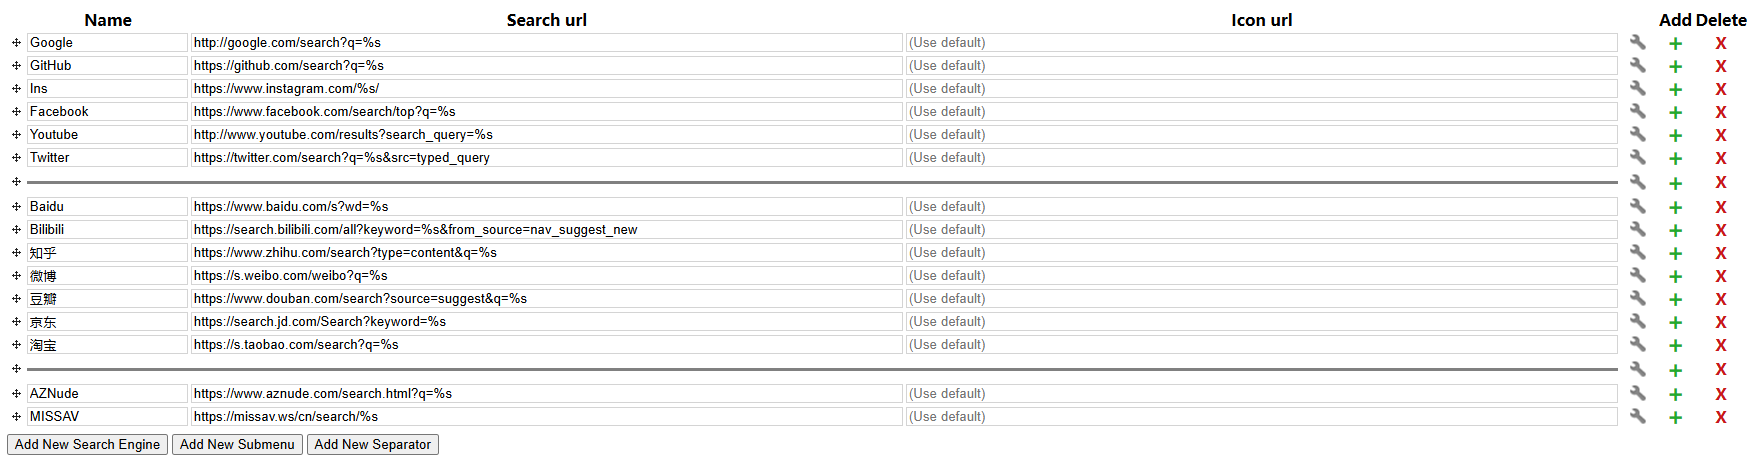 Name Search url Icon url Add Delete
Google http://google.com/search?q=%s (Use default) + X
GitHub https://github.com/search?q=%s (Use default) + X
Ins https://www.instagram.com/%s/ (Use default) + X
Facebook https://www.facebook.com/search/top?q=%s (Use default) + X
Youtube http://www.youtube.com/results?search_query=%s (Use default) + X
Twitter https://twitter.com/search?q=%s&src=typed_query (Use default) + X
+ X
Baidu https://www.baidu.com/s?wd=%s (Use default) + X
Bilibili https://search.bilibili.com/all?keyword=%s&from_source=nav_suggest_new (Use default) + X
知乎 https://www.zhihu.com/search?type=content&q=%s (Use default) + X
微博 https://s.weibo.com/weibo?q=%s (Use default) + X
豆瓣 https://www.douban.com/search?source=suggest&q=%s (Use default) + X
京东 https://search.jd.com/Search?keyword=%s (Use default) + X
淘宝 https://s.taobao.com/search?q=%s (Use default) + X
+ X
AZNude https://www.aznude.com/search.html?q=%s (Use default) + X
MISSAV https://missav.ws/cn/search/%s (Use default) + X
Add New Search Engine Add New Submenu Add New Separator